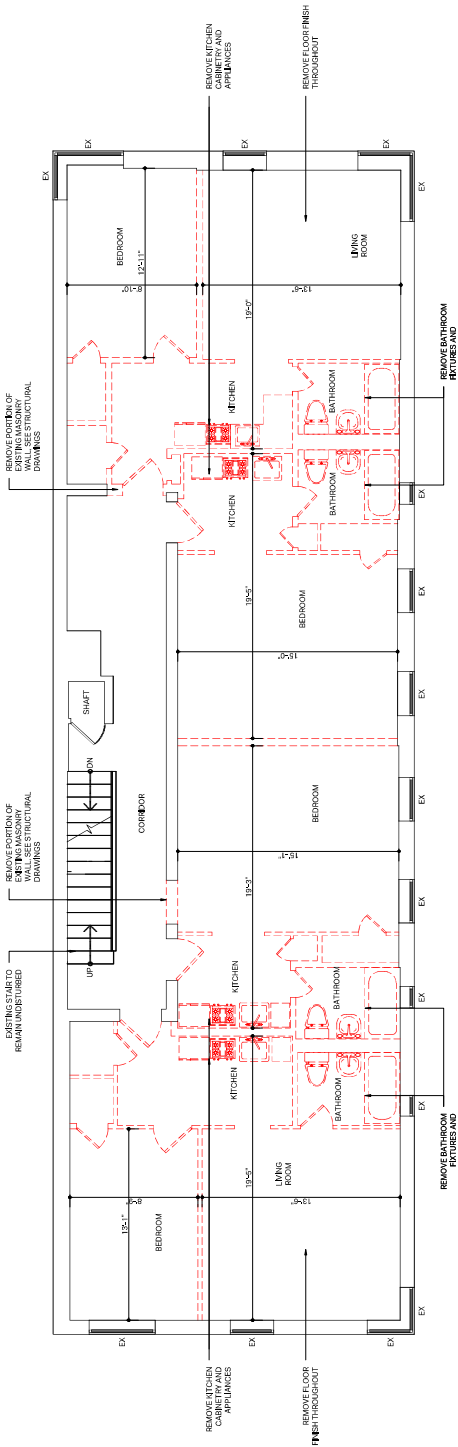 EXISTING STAIR TO
REMAIN UNDISTURBED
REMOVE PORTION OF
EXISTING MASONRY
WALL. SEE STRUCTURAL
DRAWINGS
REMOVE PORTION OF
EXISTING MASONRY
WALL. SEE STRUCTURAL
DRAWINGS
EX
UP
DN
SHAFT
EX
EX
13'-1"
8'-9"
BEDROOM
CORRIDOR
BEDROOM
8'-10"
12'-11"
REMOVE KITCHEN
CABINETRY AND
APPLIANCES
KITCHEN
KITCHEN
KITCHEN
KITCHEN
REMOVE KITCHEN
CABINETRY AND
APPLIANCES
EX
19'-5"
19'-3"
19'-5"
19'-0"
EX
LIVING
ROOM
13'-6"
15'-1"
BEDROOM
15'-0"
BEDROOM
13'-6"
LIVING
ROOM
REMOVE FLOOR
FINISH THROUGHOUT
BATHROOM
BATHROOM
BATHROOM
BATHROOM
REMOVE FLOOR FINISH
THROUGHOUT
EX
EX
EX
EX
EX
EX
EX
EX
EX
EX
EX
REMOVE BATHROOM
FIXTURES AND
REMOVE BATHROOM
FIXTURES AND